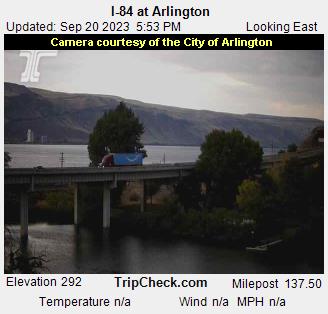 I-84 at Arlington
Updated: Sep 20 2023 5:53 PM Looking East
Camera courtesy of the City of Arlington
Elevation 292 TripCheck.com Milepost 137.50
Temperature n/a Wind n/a MPH n/a